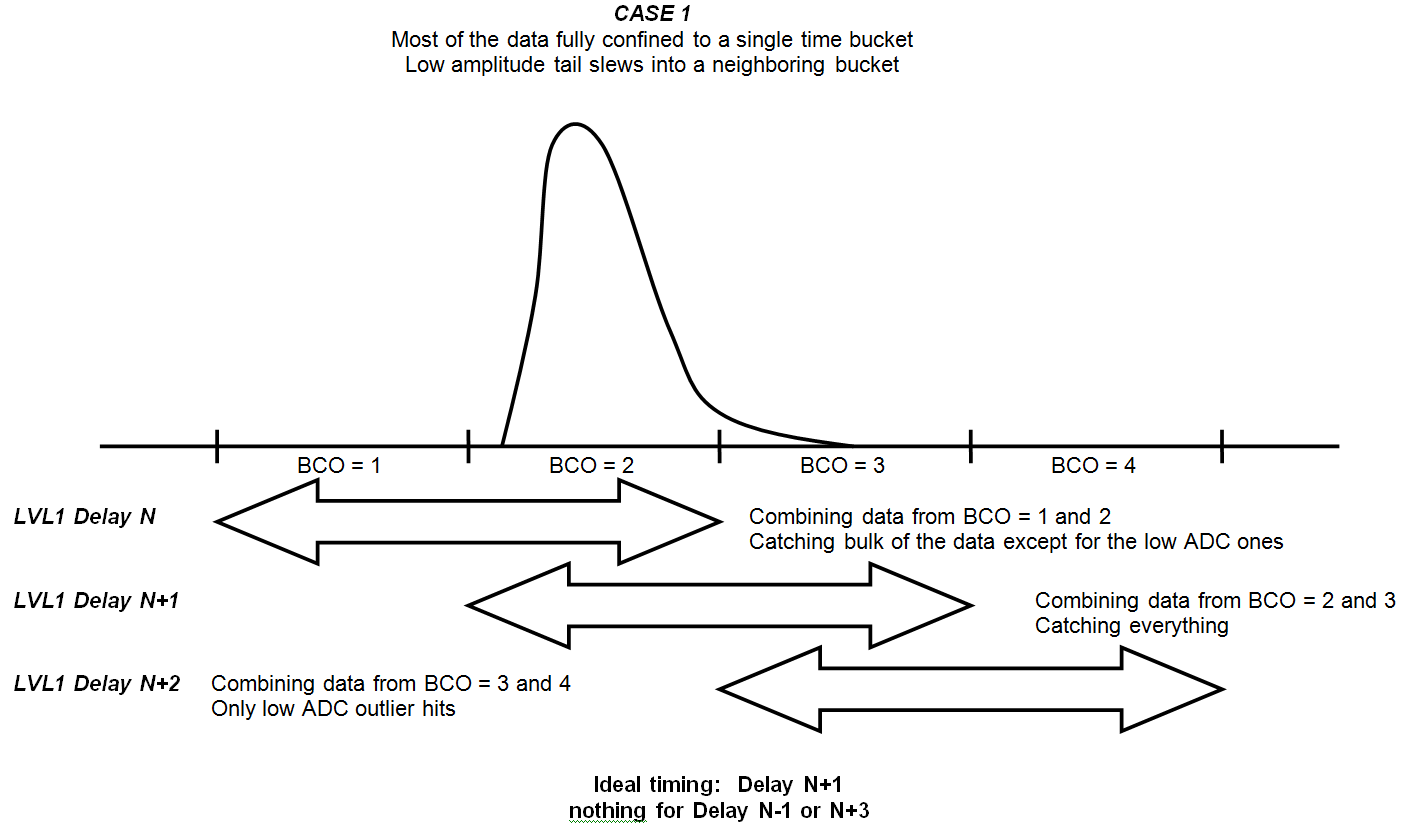 CASE 1
Most of the data fully confined to a single time bucket
Low amplitude tail slews into a neighboring bucket
BCO = 1
BCO = 2
BCO = 3
BCO = 4
LVL1 Delay N
Combining data from BCO = 1 and 2
Catching bulk of the data except for the low ADC ones
LVL1 Delay N+1
Combining data from BCO = 2 and 3
Catching everything
LVL1 Delay N+2
Combining data from BCO = 3 and 4
Only low ADC outlier hits
Ideal timing: Delay N+1
nothing for Delay N-1 or N+3